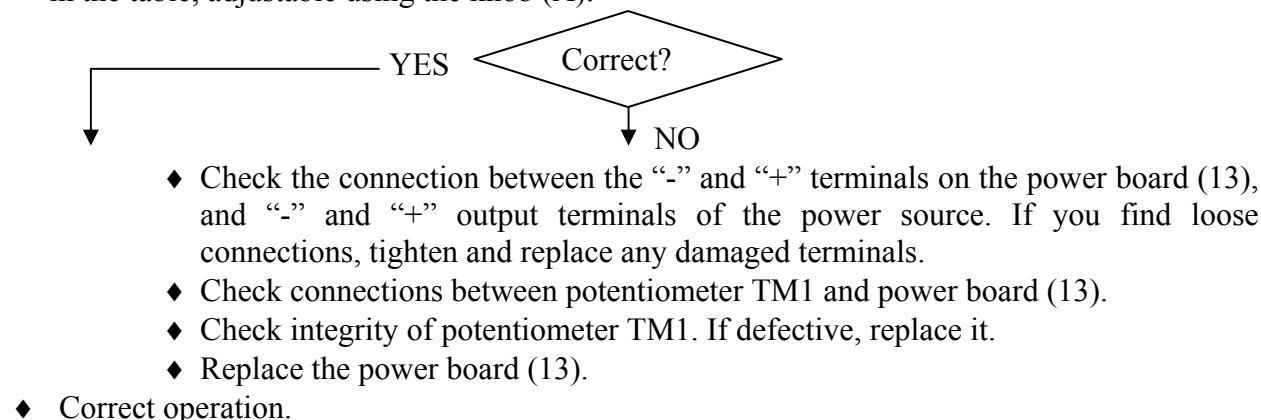 in the table, adjustable using the knob (A).
YES
Correct?
NO
♦ Check the connection between the “-” and “+” terminals on the power board (13),
and “-” and “+” output terminals of the power source. If you find loose
connections, tighten and replace any damaged terminals.
♦ Check connections between potentiometer TM1 and power board (13).
♦ Check integrity of potentiometer TM1. If defective, replace it.
♦ Replace the power board (13).
♦ Correct operation.